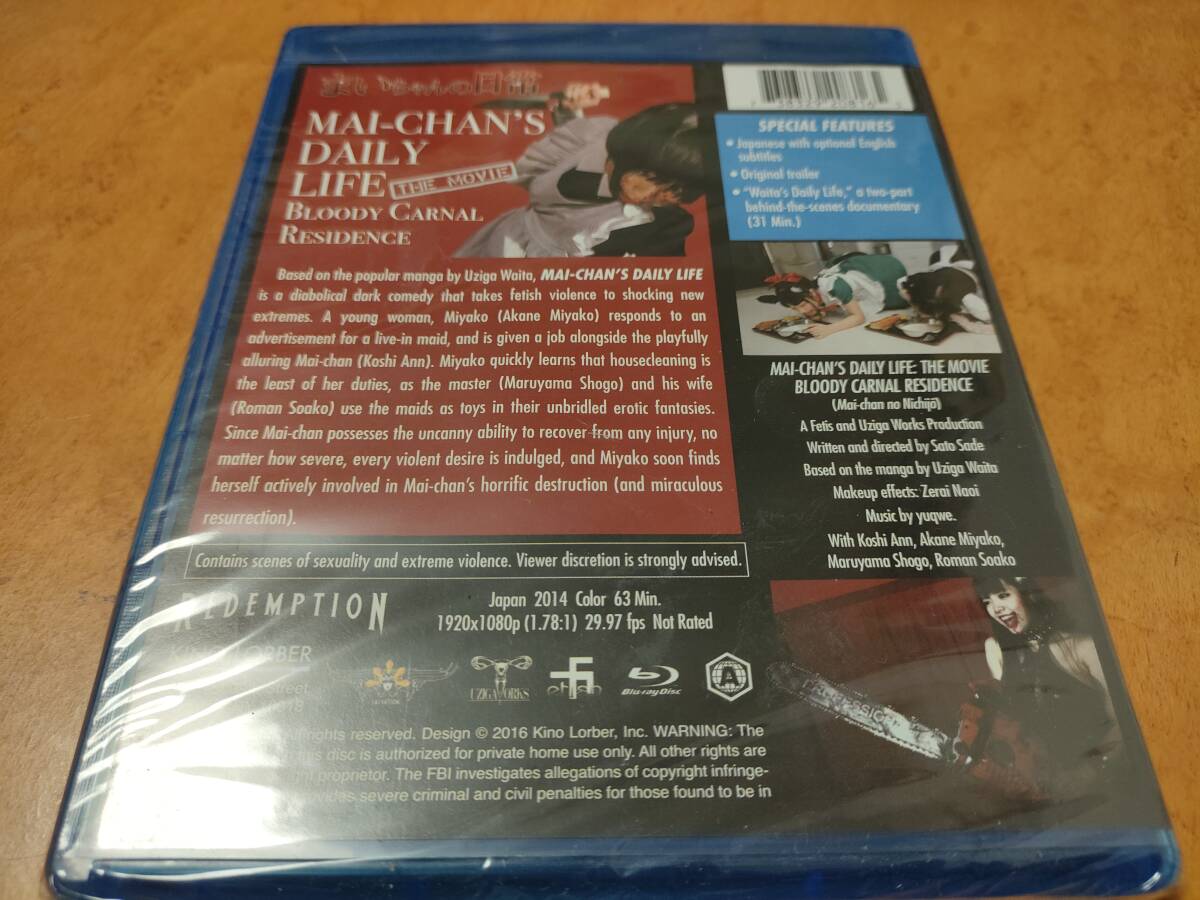 MAI-CHAN'S
DAILY
LIFE THE MOVIE
BLOODY CARNAL
RESIDENCE
Based on the popular manga by Uziga Waita, MAI-CHAN'S DAILY LIFE
is a diabolical dark comedy that takes fetish violence to shocking new
extremes. A young woman, Miyako (Akane Miyako) responds to an
advertisement for a live-in maid, and is given a job alongside the playfully
alluring Mai-chan (Koshi Ann). Miyako quickly learns that housecleaning is
the least of her duties, as the master (Maruyama Shogo) and his wife
(Roman Soako) use the maids as toys in their unbridled erotic fantasies.
Since Mai-chan possesses the uncanny ability to recover from any injury, no
matter how severe, every violent desire is indulged, and Miyako soon finds
herself actively involved in Mai-chan's horrific destruction (and miraculous
resurrection).
Contains scenes of sexuality and extreme violence. Viewer discretion is strongly advised.
REDEMPTION
Japan 2014 Color 63 Min.
1920x1080p (1.78:1) 29.97 fps Not Rated
KINO LORBER
Street
UZIGAWORKS
Blu-ray Disc
A
rights reserved. Design © 2016 Kino Lorber, Inc. WARNING: The
this disc is authorized for private home use only. All other rights are
proprietor. The FBI investigates allegations of copyright infringe-
severe criminal and civil penalties for those found to be in
SPECIAL FEATURES
• Japanese with optional English
subtitles
• Original trailer
• "Waita's Daily Life," a two-part
behind-the-scenes documentary
(31 Min.)
MAI-CHAN'S DAILY LIFE: THE MOVIE
BLOODY CARNAL RESIDENCE
(Mai-chan no Nichijô)
A Fetis and Uziga Works Production
Written and directed by Sato Sade
Based on the manga by Uziga Waita
Makeup effects: Zerai Naoi
Music by yuqwe.
With Koshi Ann, Akane Miyako,
Maruyama Shogo, Roman Soako